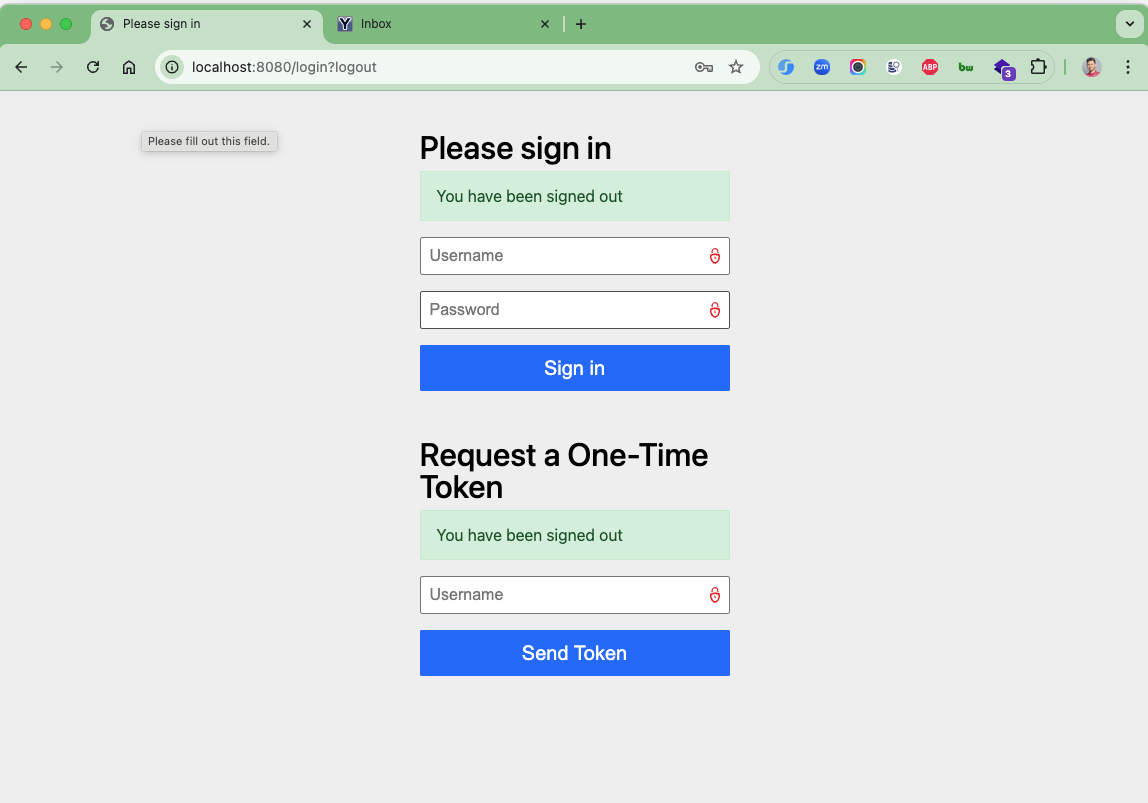 Please sign in
Inbox
localhost:8080/login?logout
zm
ABP
bw
3
Please fill out this field.
Please sign in
You have been signed out
Username
Password
Sign in
Request a One-Time
Token
You have been signed out
Username
Send Token